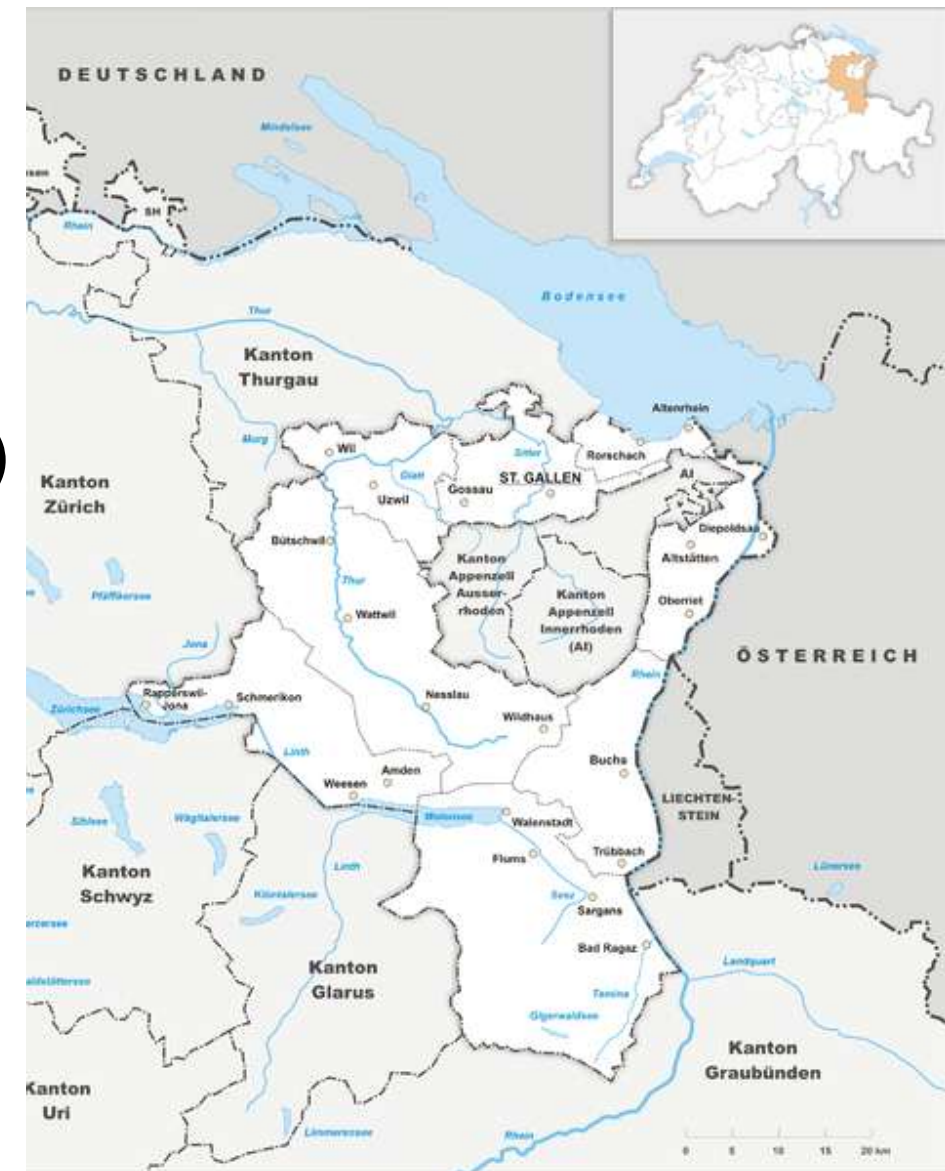 DEUTSCHLAND
Mindelsee
sen
SH
Rhein
Bodensee
Thur
Kanton
Thurgau
Altenrhein
Murg
Wil
Sitter
Rorschach
Glatt
ST. GALLEN
AI
Kanton
Zürich
Uzwil
Gossau
Diepoldsau
Bütschwil
Kanton
Appenzell
Ausser-
rhoden
Altstätten
Thur
Pfäffikersee
Kanton
Appenzell
Innerrhoden
(AI)
Oberriet
Wattwil
Jona
ÖSTERREICH
Rhein
Rapperswil-
Jona
Schmerikon
Nesslau
Zürichsee
Wildhaus
Linth
Buchs
Amden
Weesen
LIECHTEN-
STEIN
Sihlsee
Wägitalersee
Walensee
Walenstadt
Flums
Trübbach
Linth
Lünersee
Kanton
Schwyz
Klöntalersee
Seez
Sargans
erzersee
Bad Ragaz
Landquart
Kanton
Glarus
aldstättersee
Tamina
Gigerwaldsee
Kanton
Graubünden
Kanton
Uri
Limmerensee
Rhein
0 5 10 15 20 km